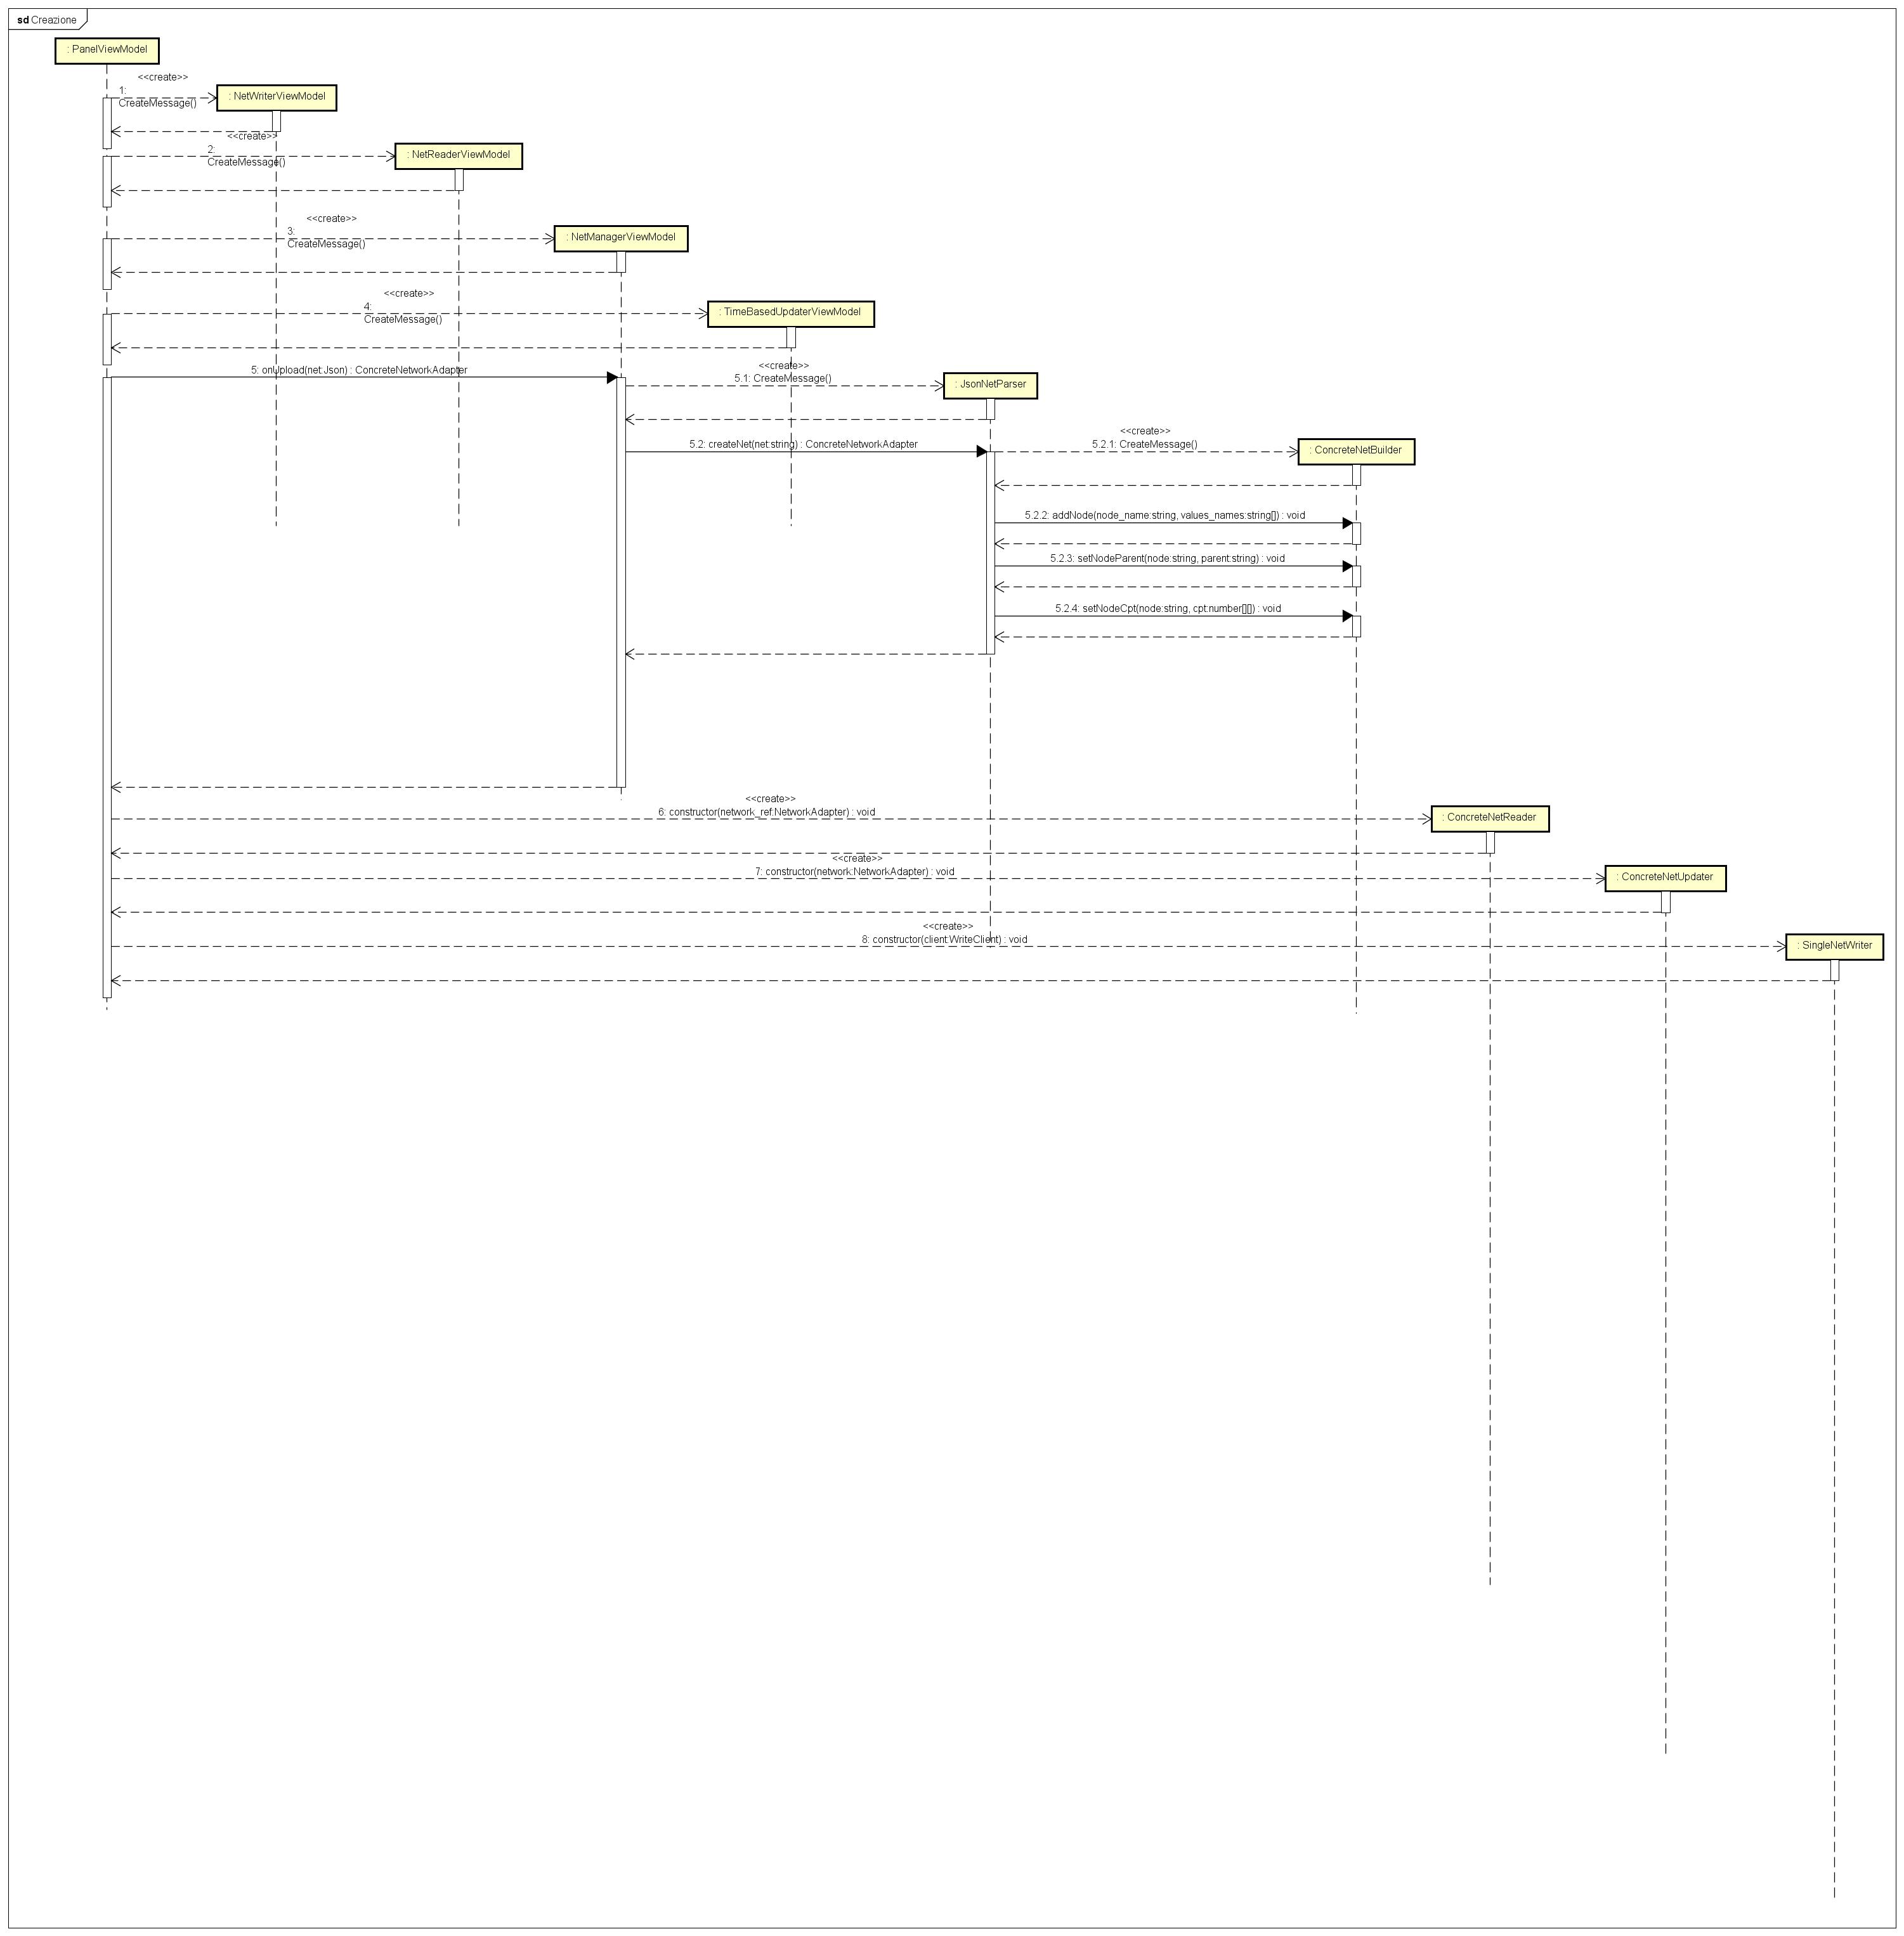 sd Creazione
: PanelViewModel
<<create>>
1:
CreateMessage()
: NetWriterViewModel
<<create>>
2:
CreateMessage()
: NetReaderViewModel
<<create>>
3:
CreateMessage()
: NetManagerViewModel
<<create>>
4:
CreateMessage()
: TimeBasedUpdaterViewModel
5: onUpload(net:Json) : ConcreteNetworkAdapter
<<create>>
5.1: CreateMessage()
: JsonNetParser
5.2: createNet(net:string) : ConcreteNetworkAdapter
<<create>>
5.2.1: CreateMessage()
: ConcreteNetBuilder
5.2.2: addNode(node_name:string, values_names:string[]) : void
5.2.3: setNodeParent(node:string, parent:string) : void
5.2.4: setNodeCpt(node:string, cpt:number[][]) : void
<<create>>
6: constructor(network_ref:NetworkAdapter) : void
: ConcreteNetReader
<<create>>
7: constructor(network:NetworkAdapter) : void
: ConcreteNetUpdater
<<create>>
8: constructor(client:WriteClient) : void
: SingleNetWriter